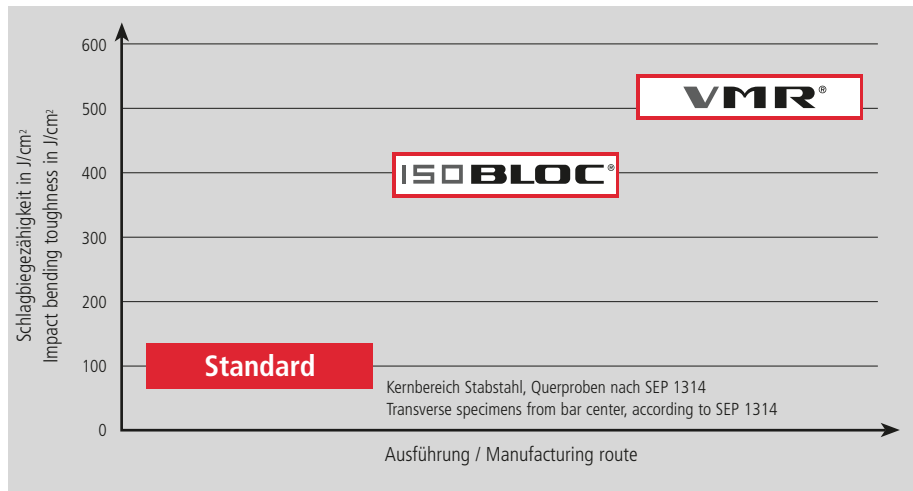 Schlagbiegezähigkeit in J/cm²
Impact bending toughness in J/cm²
600
500
400
300
200
100
0
VMR®
ISOBLOC®
Standard
Kernbereich Stabstahl, Querproben nach SEP 1314
Transverse specimens from bar center, according to SEP 1314
Ausführung / Manufacturing route